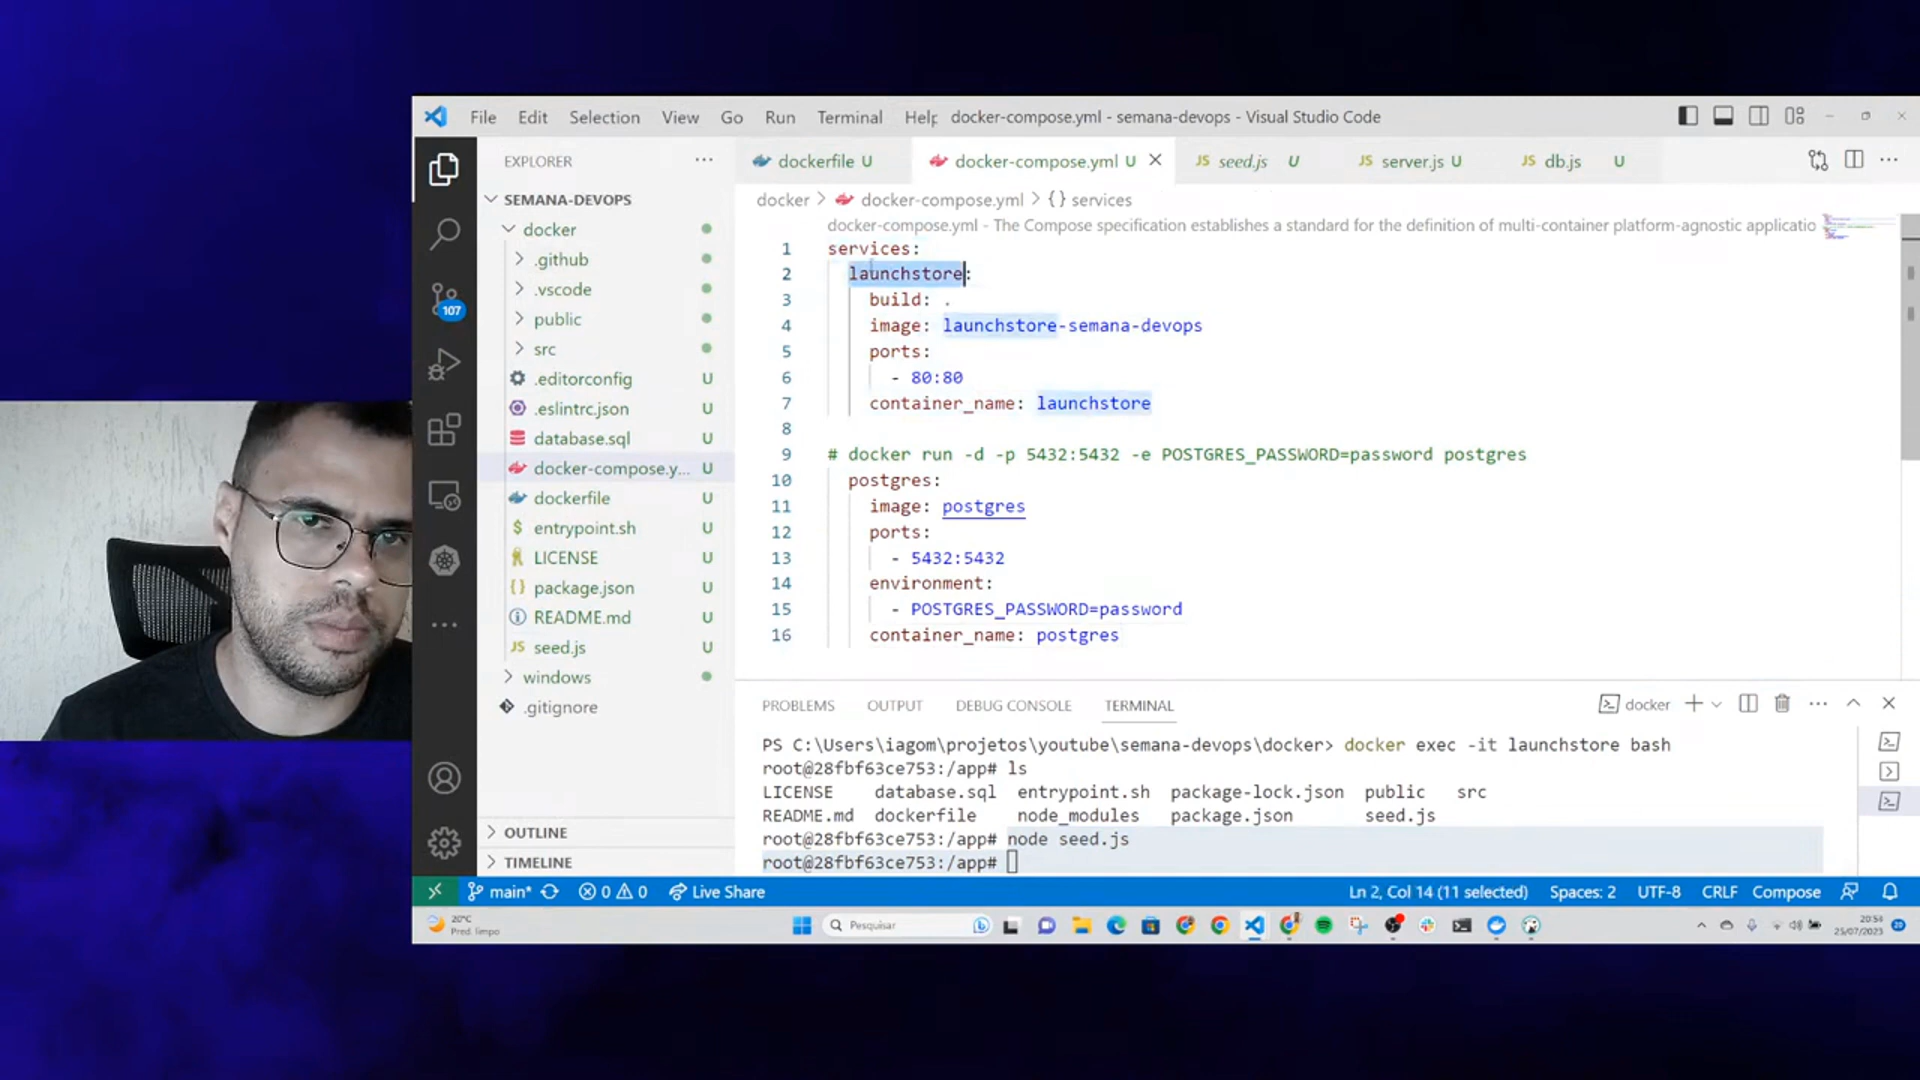 File Edit Selection View Go Run Terminal Help docker-compose.yml - semana-devops - Visual Studio Code
EXPLORER
SEMANA-DEVOPS
docker
.github
.vscode
public
src
.editorconfig U
.eslintrc.json U
database.sql U
docker-compose.y... U
dockerfile U
entrypoint.sh U
LICENSE U
package.json U
README.md U
seed.js U
windows
.gitignore
OUTLINE
TIMELINE
107
dockerfile U docker-compose.yml U JS seed.js U JS server.js U JS db.js U
docker > docker-compose.yml > {} services
docker-compose.yml - The Compose specification establishes a standard for the definition of multi-container platform-agnostic applicatio
1 services:
2 launchstore:
3 build: .
4 image: launchstore-semana-devops
5 ports:
6 - 80:80
7 container_name: launchstore
8
9 # docker run -d -p 5432:5432 -e POSTGRES_PASSWORD=password postgres
10 postgres:
11 image: postgres
12 ports:
13 - 5432:5432
14 environment:
15 - POSTGRES_PASSWORD=password
16 container_name: postgres
PROBLEMS OUTPUT DEBUG CONSOLE TERMINAL docker
PS C:\Users\iagom\projetos\youtube\semana-devops\docker> docker exec -it launchstore bash
root@28fbf63ce753:/app# ls
LICENSE database.sql entrypoint.sh package-lock.json public src
README.md dockerfile node_modules package.json seed.js
root@28fbf63ce753:/app# node seed.js
root@28fbf63ce753:/app#
main* 0 0 Live Share Ln 2, Col 14 (11 selected) Spaces: 2 UTF-8 CRLF Compose
20°C
Pred. limpo
Pesquisar
25/07/2023